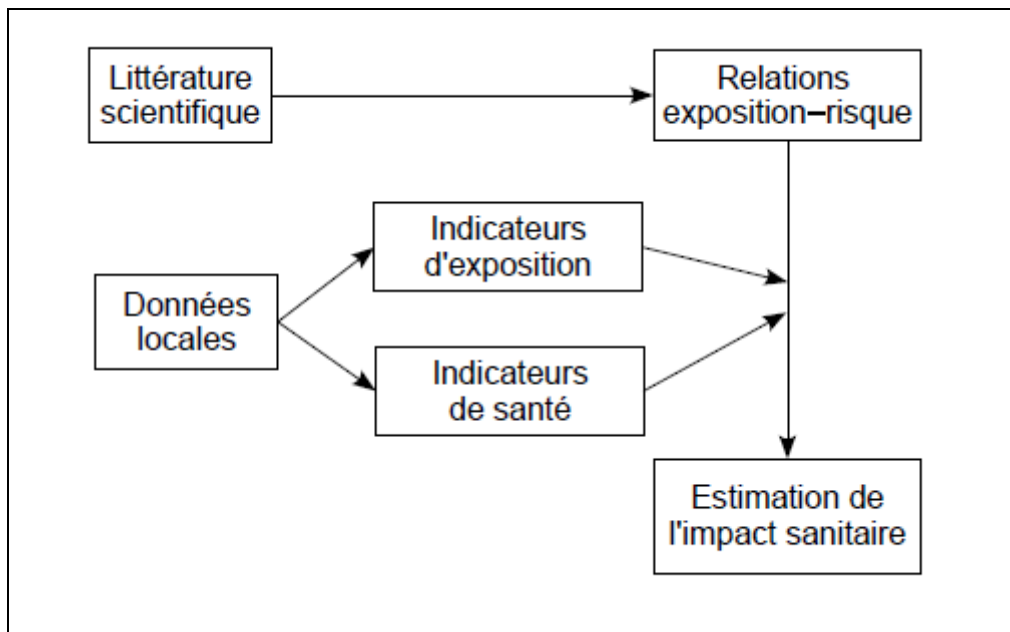 Littérature
scientifique
Relations
exposition–risque
Indicateurs
d'exposition
Données
locales
Indicateurs
de santé
Estimation de
l'impact sanitaire